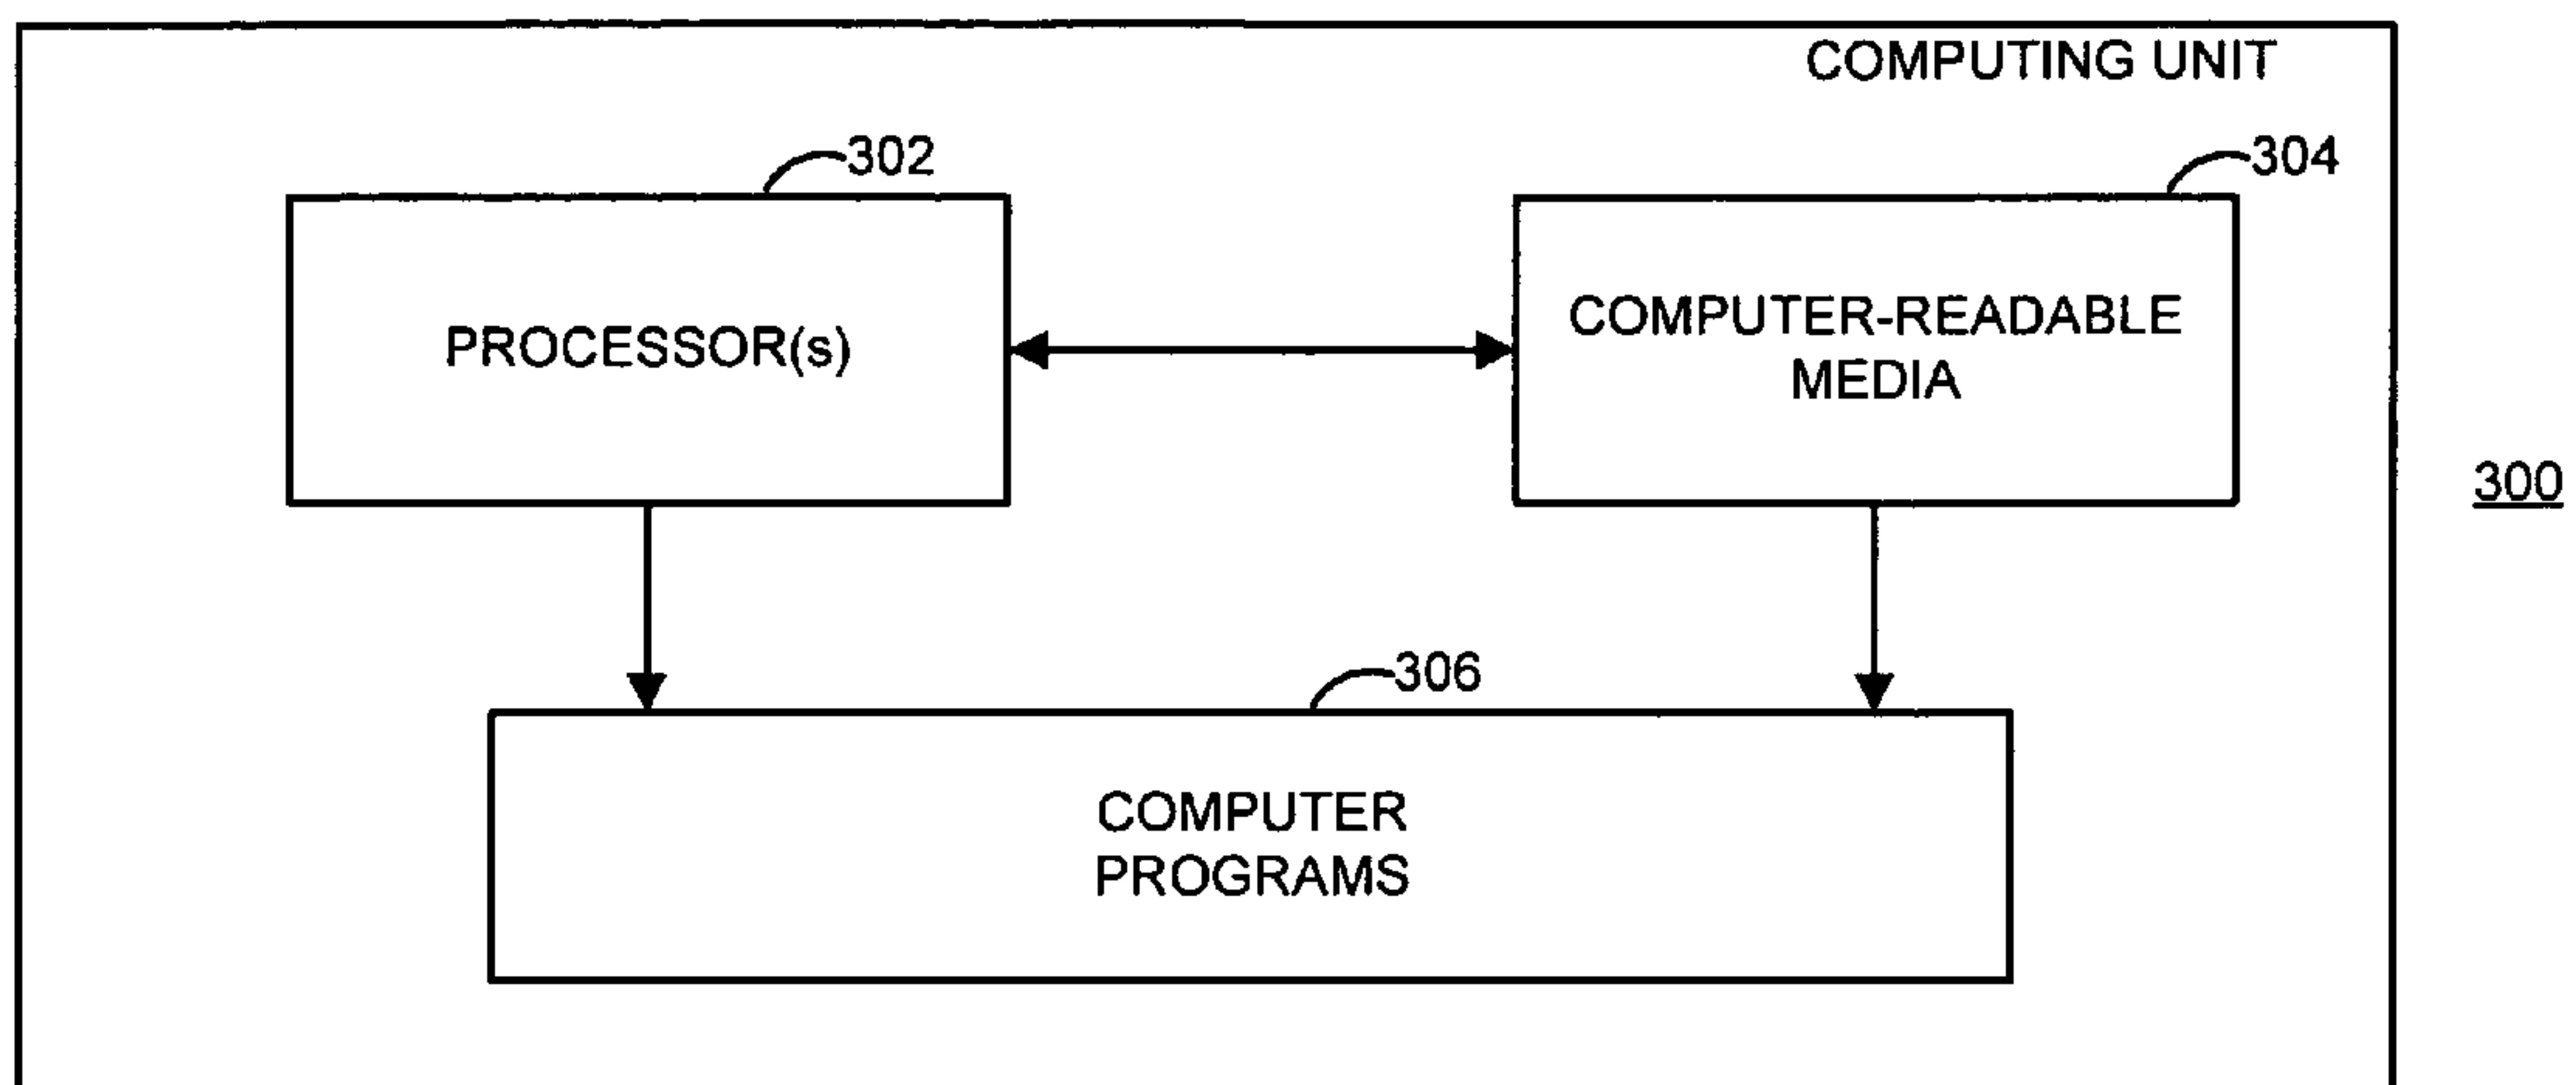 COMPUTING UNIT
302
304
PROCESSOR(s)
COMPUTER-READABLE
MEDIA
300
306
COMPUTER
PROGRAMS